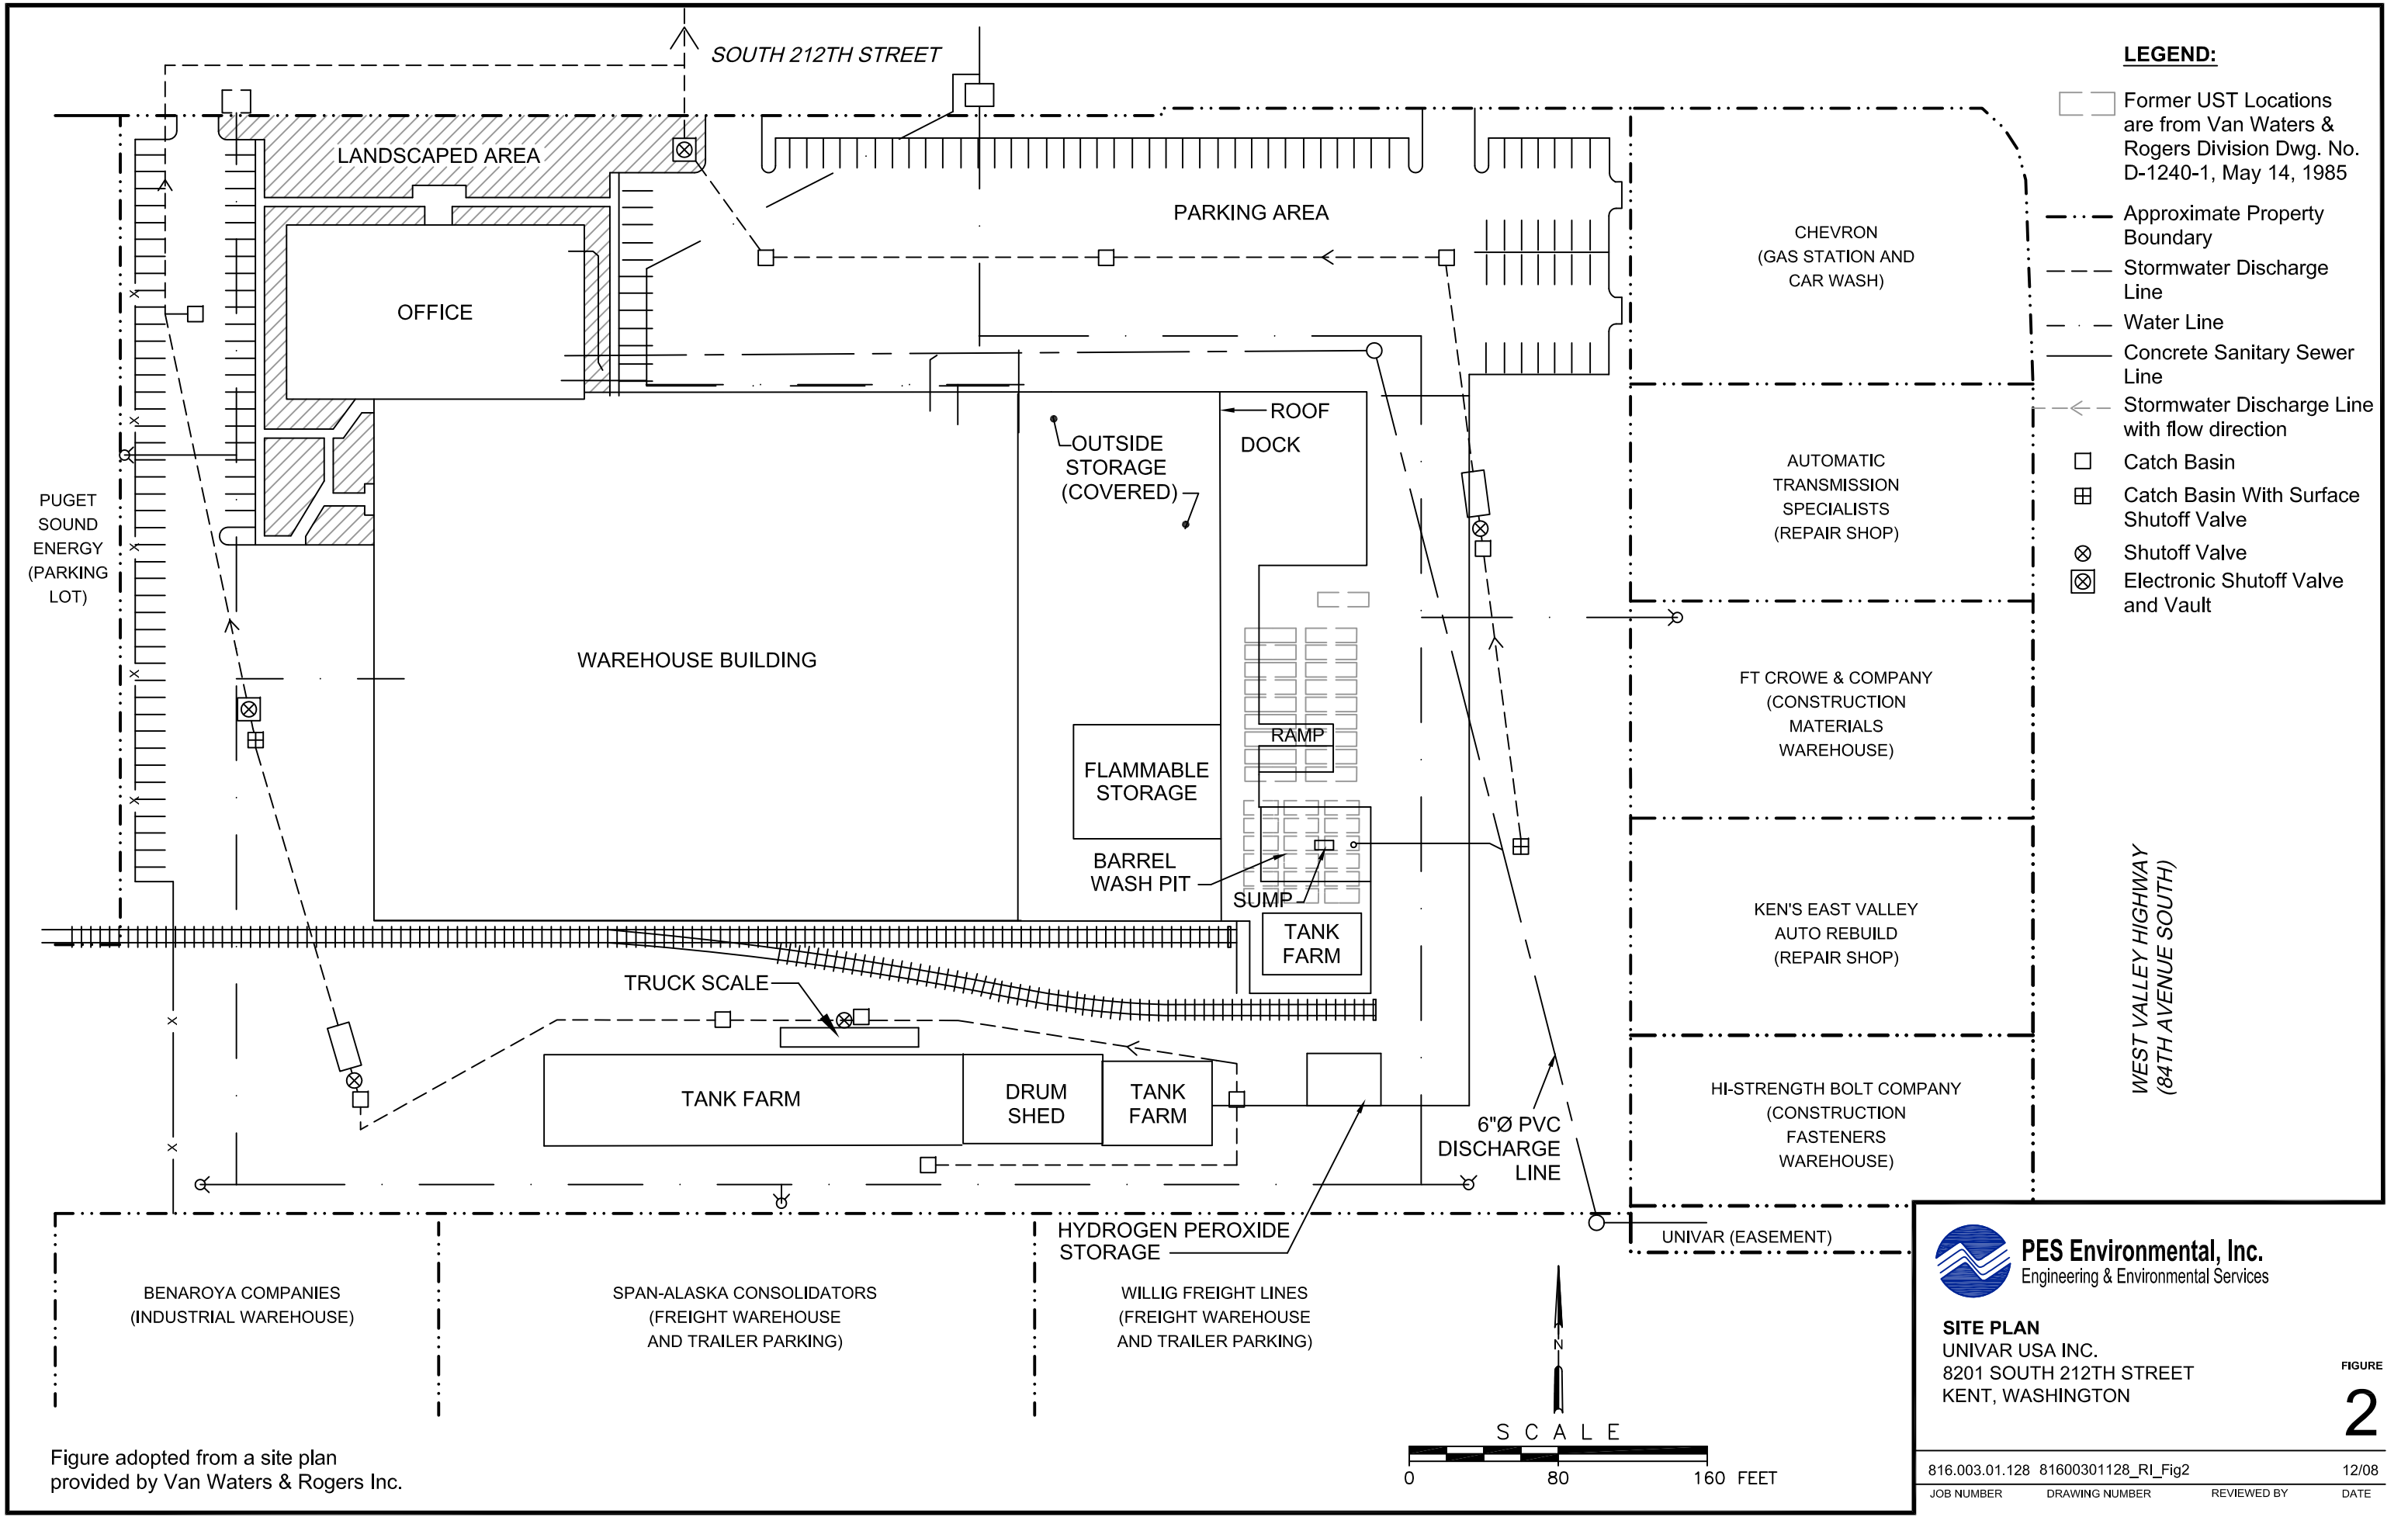 SOUTH 212TH STREET
LANDSCAPED AREA
PARKING AREA
OFFICE
ROOF
DOCK
OUTSIDE
STORAGE
(COVERED)
PUGET
SOUND
ENERGY
(PARKING
LOT)
WAREHOUSE BUILDING
RAMP
FLAMMABLE
STORAGE
BARREL
WASH PIT
SUMP
TANK
FARM
TRUCK SCALE
TANK FARM
DRUM
SHED
TANK
FARM
6"Ø PVC
DISCHARGE
LINE
HYDROGEN PEROXIDE
STORAGE
UNIVAR (EASEMENT)
CHEVRON
(GAS STATION AND
CAR WASH)
AUTOMATIC
TRANSMISSION
SPECIALISTS
(REPAIR SHOP)
FT CROWE & COMPANY
(CONSTRUCTION
MATERIALS
WAREHOUSE)
KEN'S EAST VALLEY
AUTO REBUILD
(REPAIR SHOP)
HI-STRENGTH BOLT COMPANY
(CONSTRUCTION
FASTENERS
WAREHOUSE)
WEST VALLEY HIGHWAY
(84TH AVENUE SOUTH)
BENAROYA COMPANIES
(INDUSTRIAL WAREHOUSE)
SPAN-ALASKA CONSOLIDATORS
(FREIGHT WAREHOUSE
AND TRAILER PARKING)
WILLIG FREIGHT LINES
(FREIGHT WAREHOUSE
AND TRAILER PARKING)
LEGEND:
Former UST Locations
are from Van Waters &
Rogers Division Dwg. No.
D-1240-1, May 14, 1985
Approximate Property
Boundary
Stormwater Discharge
Line
Water Line
Concrete Sanitary Sewer
Line
Stormwater Discharge Line
with flow direction
Catch Basin
Catch Basin With Surface
Shutoff Valve
Shutoff Valve
Electronic Shutoff Valve
and Vault
N
SCALE
0 80 160 FEET
Figure adopted from a site plan
provided by Van Waters & Rogers Inc.
PES Environmental, Inc.
Engineering & Environmental Services
SITE PLAN
UNIVAR USA INC.
8201 SOUTH 212TH STREET
KENT, WASHINGTON
FIGURE
2
816.003.01.128 81600301128_RI_Fig2 12/08
JOB NUMBER DRAWING NUMBER REVIEWED BY DATE